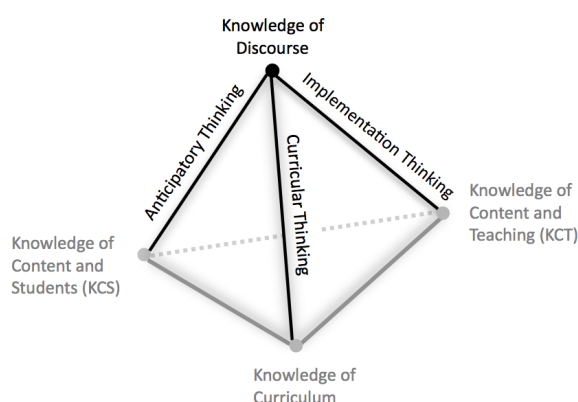 Knowledge of
Discourse
Anticipatory Thinking
Curricular Thinking
Implementation Thinking
Knowledge of
Content and
Teaching (KCT)
Knowledge of
Content and
Students (KCS)
Knowledge of
Curriculum